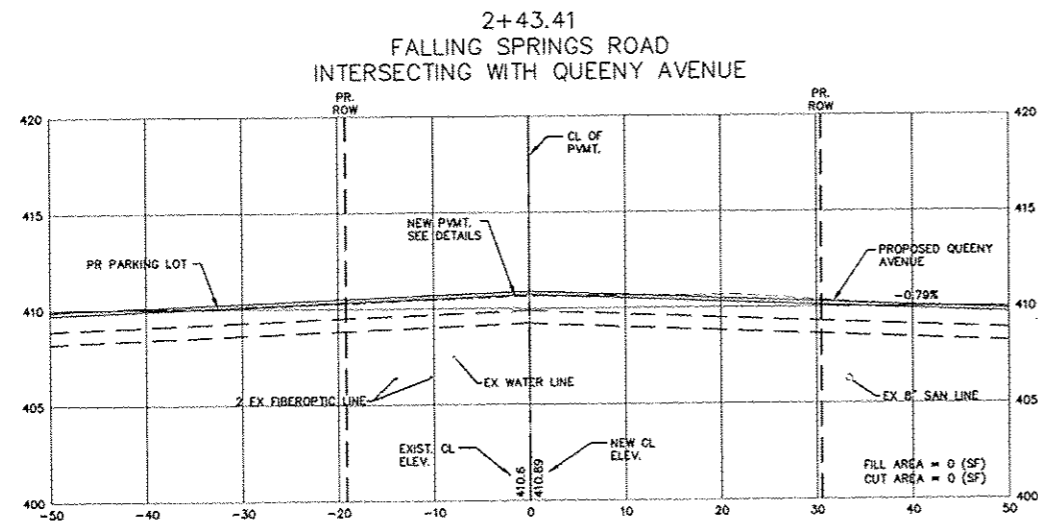 2+43.41
FALLING SPRINGS ROAD
INTERSECTING WITH QUEENY AVENUE
PR.
ROW
PR.
ROW
420
420
CL OF
PVMT.
415
415
NEW PVMT.
SEE DETAILS
PR PARKING LOT
PROPOSED QUEENY
AVENUE
-0.79%
410
410
EX WATER LINE
2 EX FIBEROPTIC LINE
EX 8" SAN LINE
405
405
EXIST. CL
ELEV.
410.6
410.89
NEW CL
ELEV.
FILL AREA = 0 (SF)
CUT AREA = 0 (SF)
400
400
-50
-40
-30
-20
-10
0
10
20
30
40
50